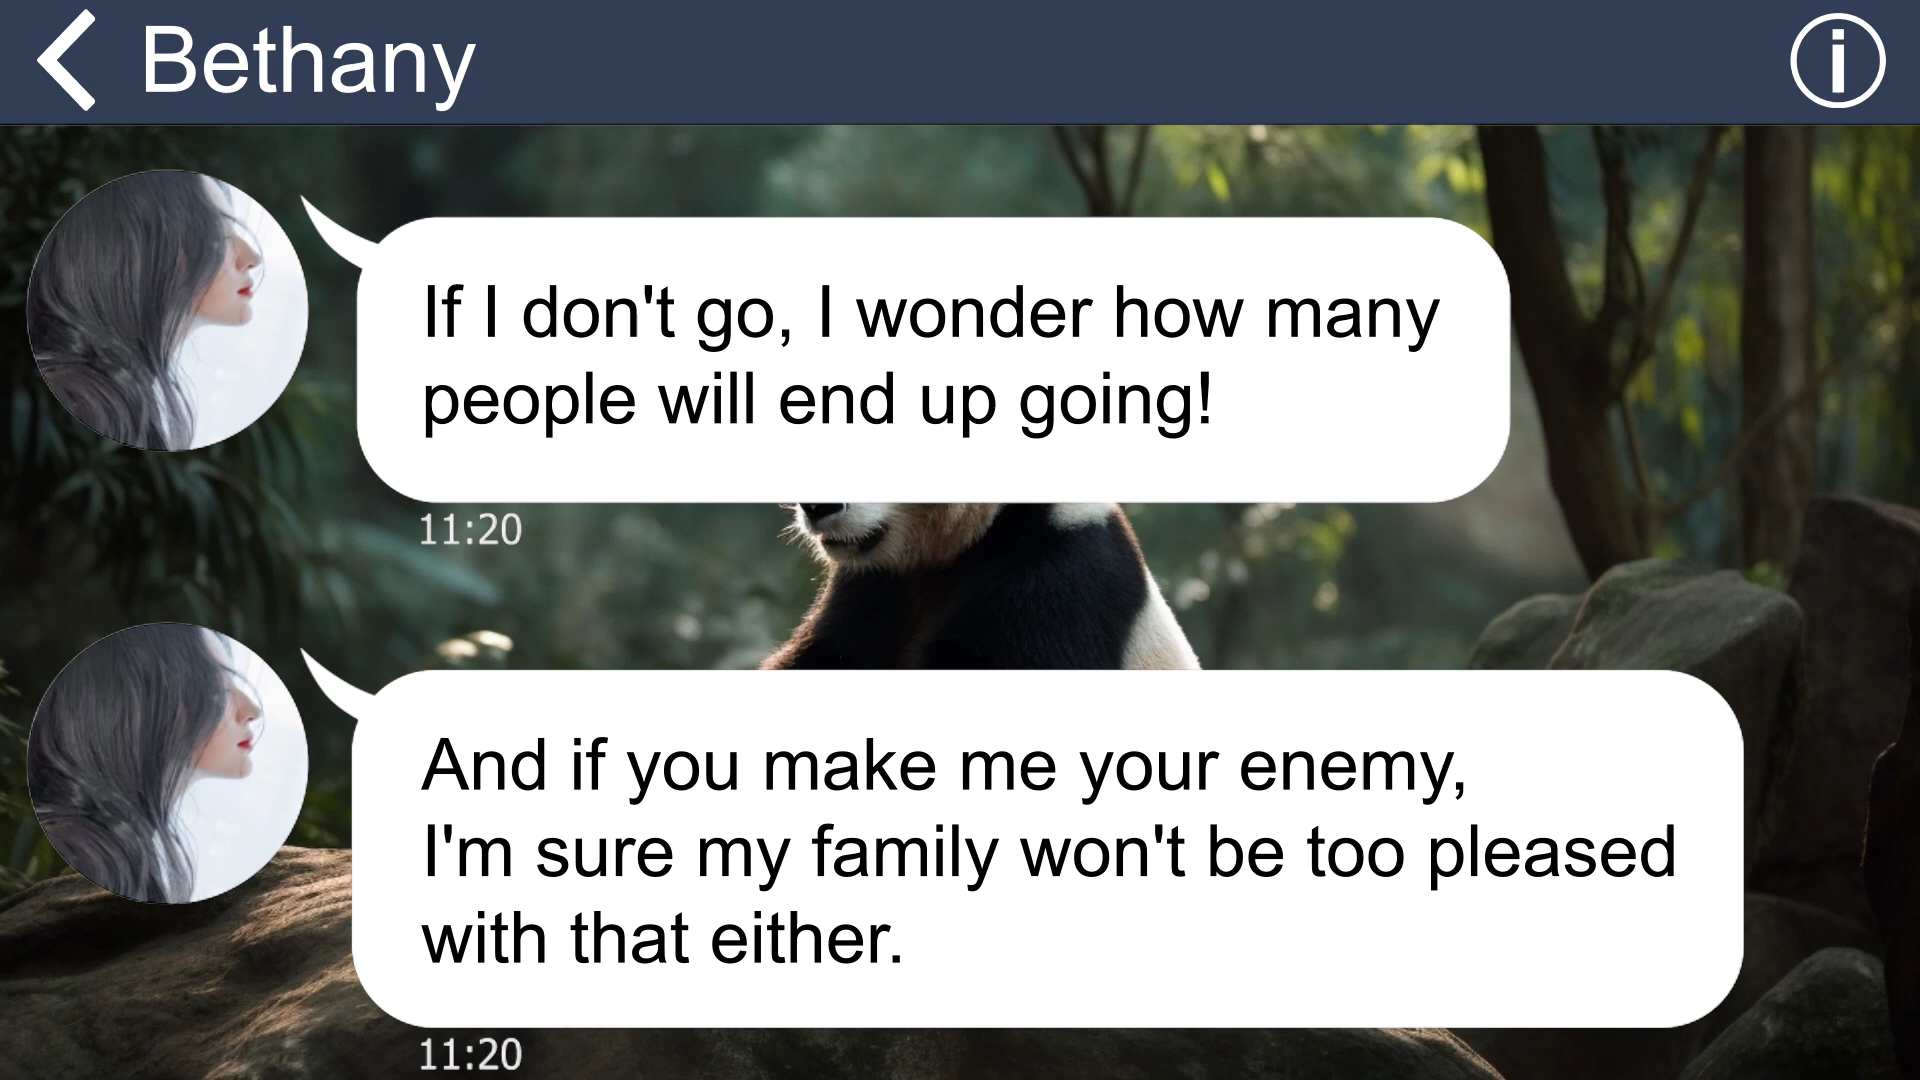 Bethany
If I don't go, I wonder how many
people will end up going!
11:20
And if you make me your enemy,
I'm sure my family won't be too pleased
with that either.
11:20